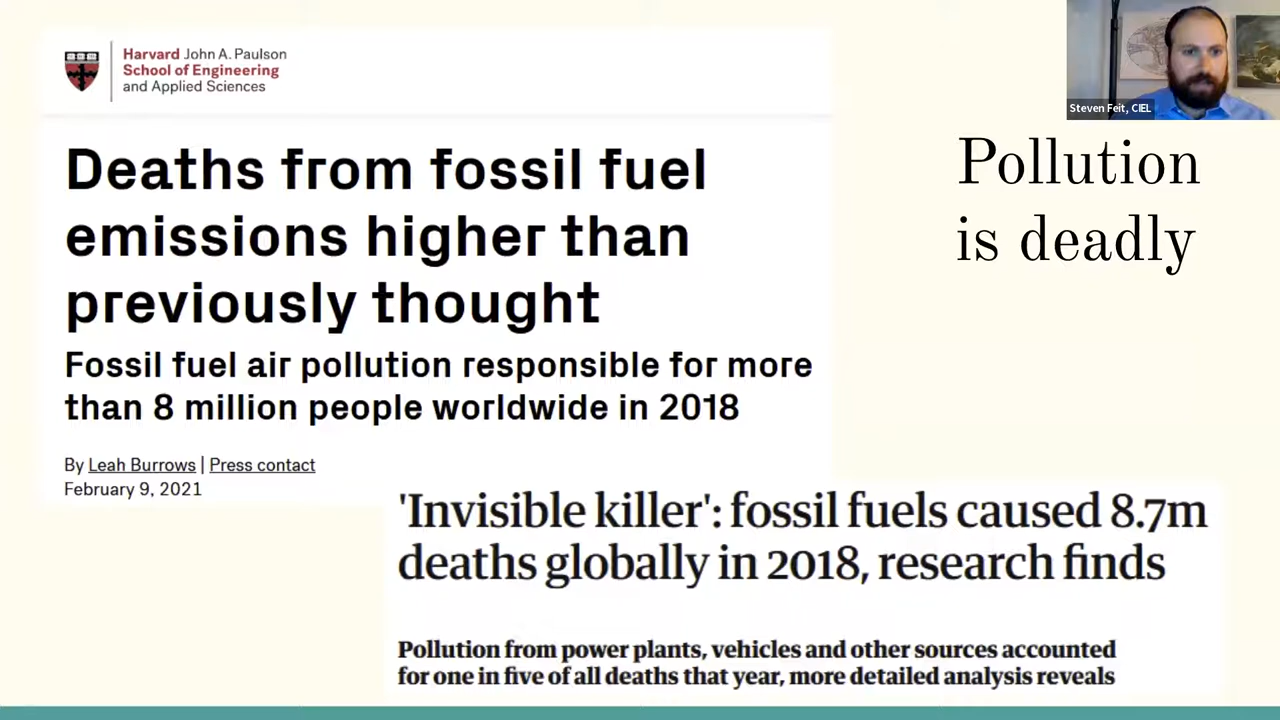 Harvard John A. Paulson
School of Engineering
and Applied Sciences
Deaths from fossil fuel
emissions higher than
previously thought
Fossil fuel air pollution responsible for more
than 8 million people worldwide in 2018
By Leah Burrows | Press contact
February 9, 2021
Steven Feit, CIEL
Pollution
is deadly
'Invisible killer': fossil fuels caused 8.7m
deaths globally in 2018, research finds
Pollution from power plants, vehicles and other sources accounted
for one in five of all deaths that year, more detailed analysis reveals